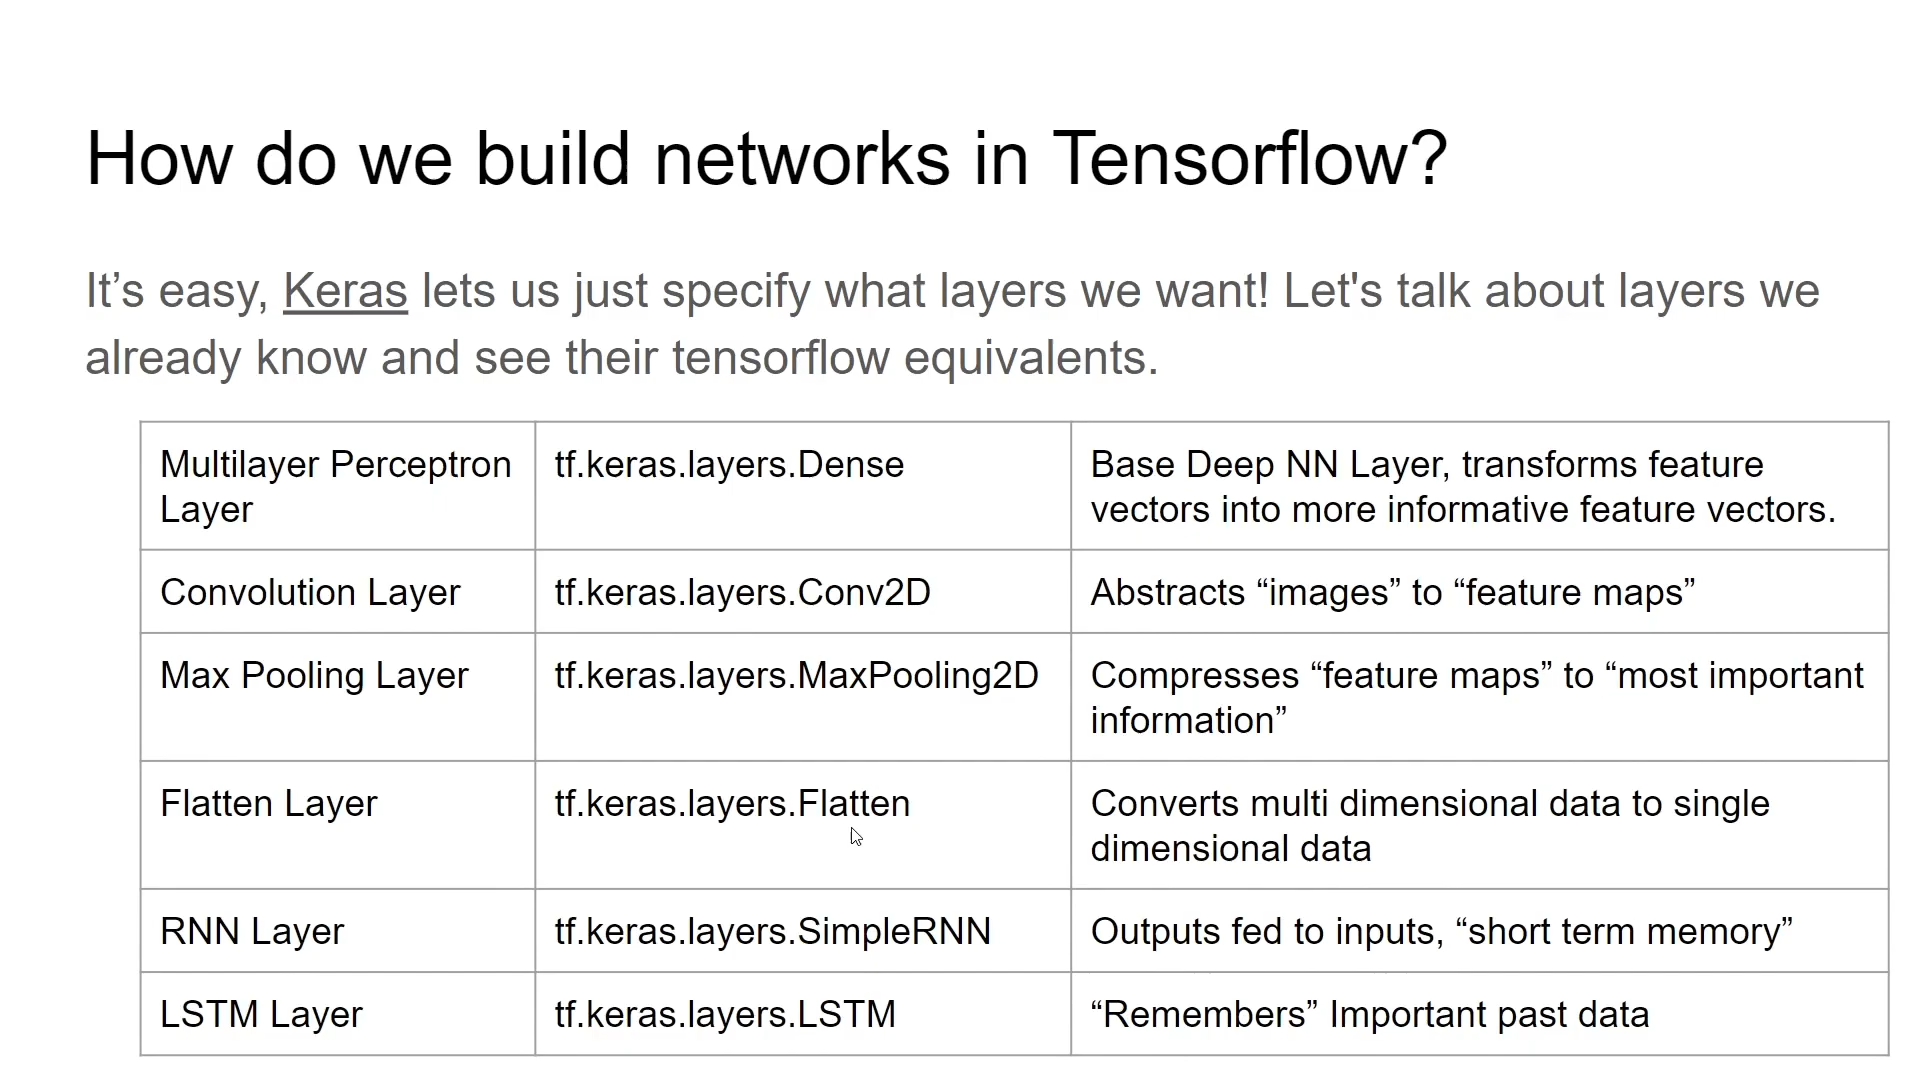 How do we build networks in Tensorflow?
It’s easy, Keras lets us just specify what layers we want! Let's talk about layers we
already know and see their tensorflow equivalents.
Multilayer Perceptron
Layer
tf.keras.layers.Dense
Base Deep NN Layer, transforms feature
vectors into more informative feature vectors.
Convolution Layer
tf.keras.layers.Conv2D
Abstracts “images” to “feature maps”
Max Pooling Layer
tf.keras.layers.MaxPooling2D
Compresses “feature maps” to “most important
information”
Flatten Layer
tf.keras.layers.Flatten
Converts multi dimensional data to single
dimensional data
RNN Layer
tf.keras.layers.SimpleRNN
Outputs fed to inputs, “short term memory”
LSTM Layer
tf.keras.layers.LSTM
“Remembers” Important past data